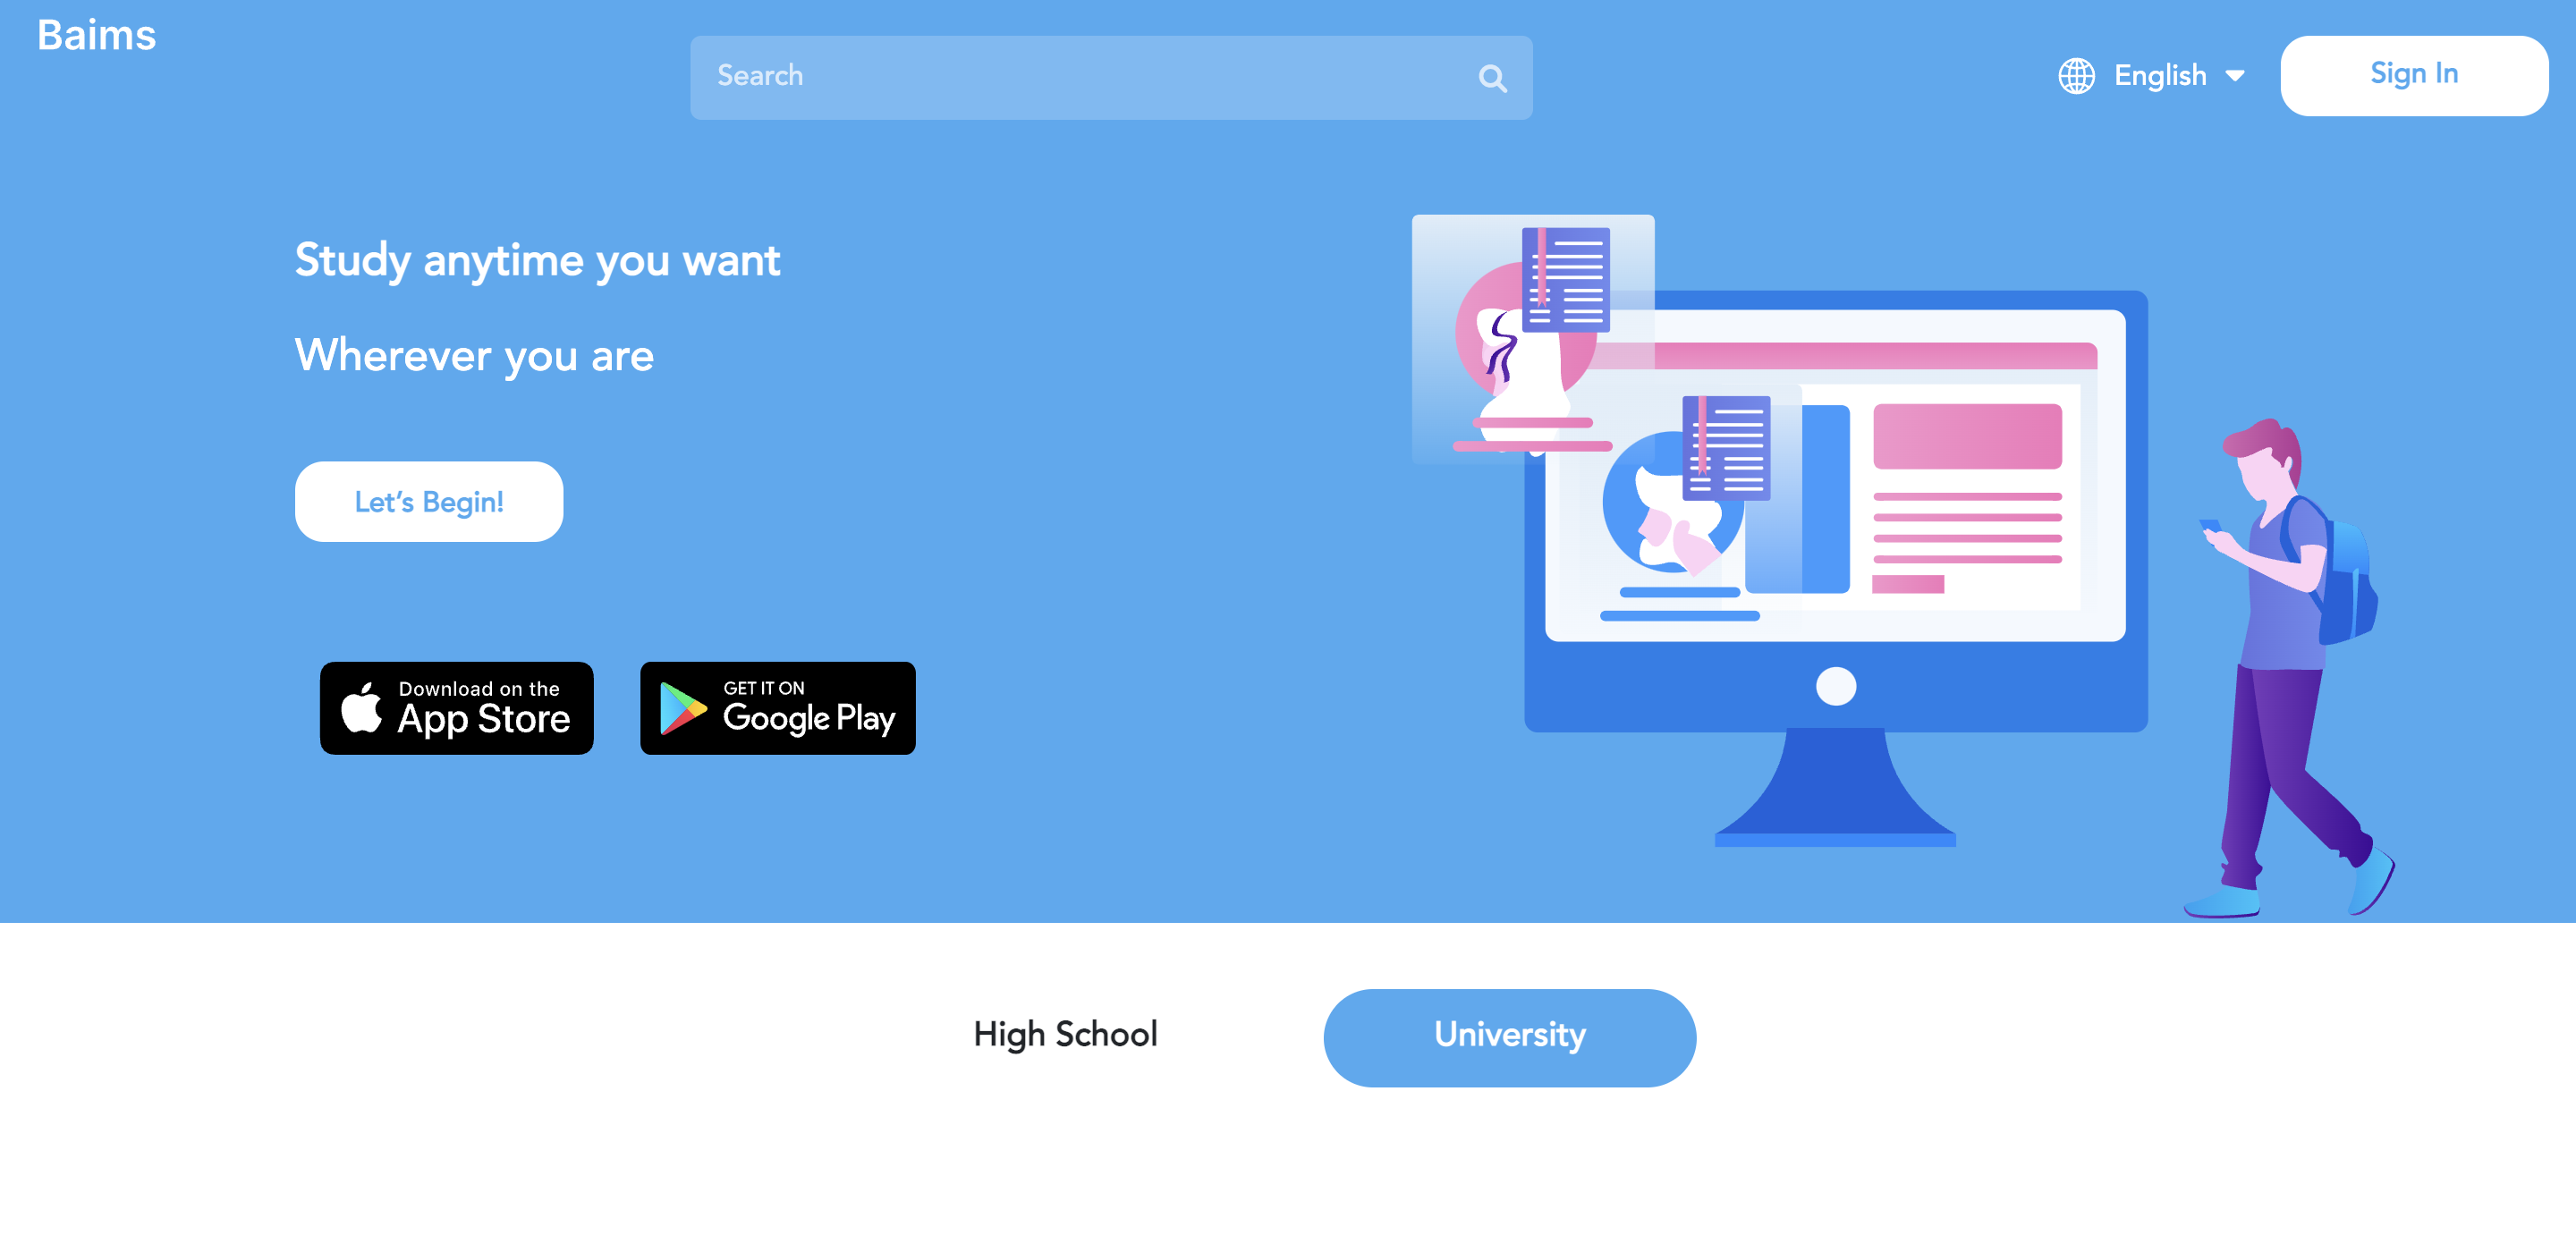 Baims
Search
English
Sign In
Study anytime you want
Wherever you are
Let’s Begin!
Download on the
App Store
GET IT ON
Google Play
High School
University